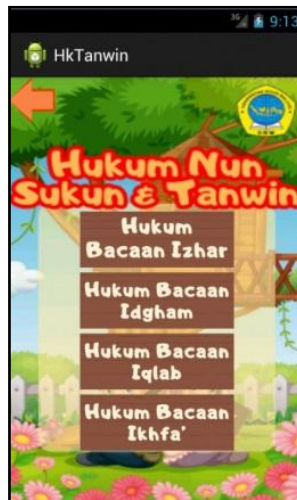 3G 9:13
HkTanwin
Hukum Nun
Sukun & Tanwin
Hukum
Bacaan Izhar
Hukum Bacaan
Idgham
Hukum Bacaan
Iqlab
Hukum Bacaan
Ikhfa'